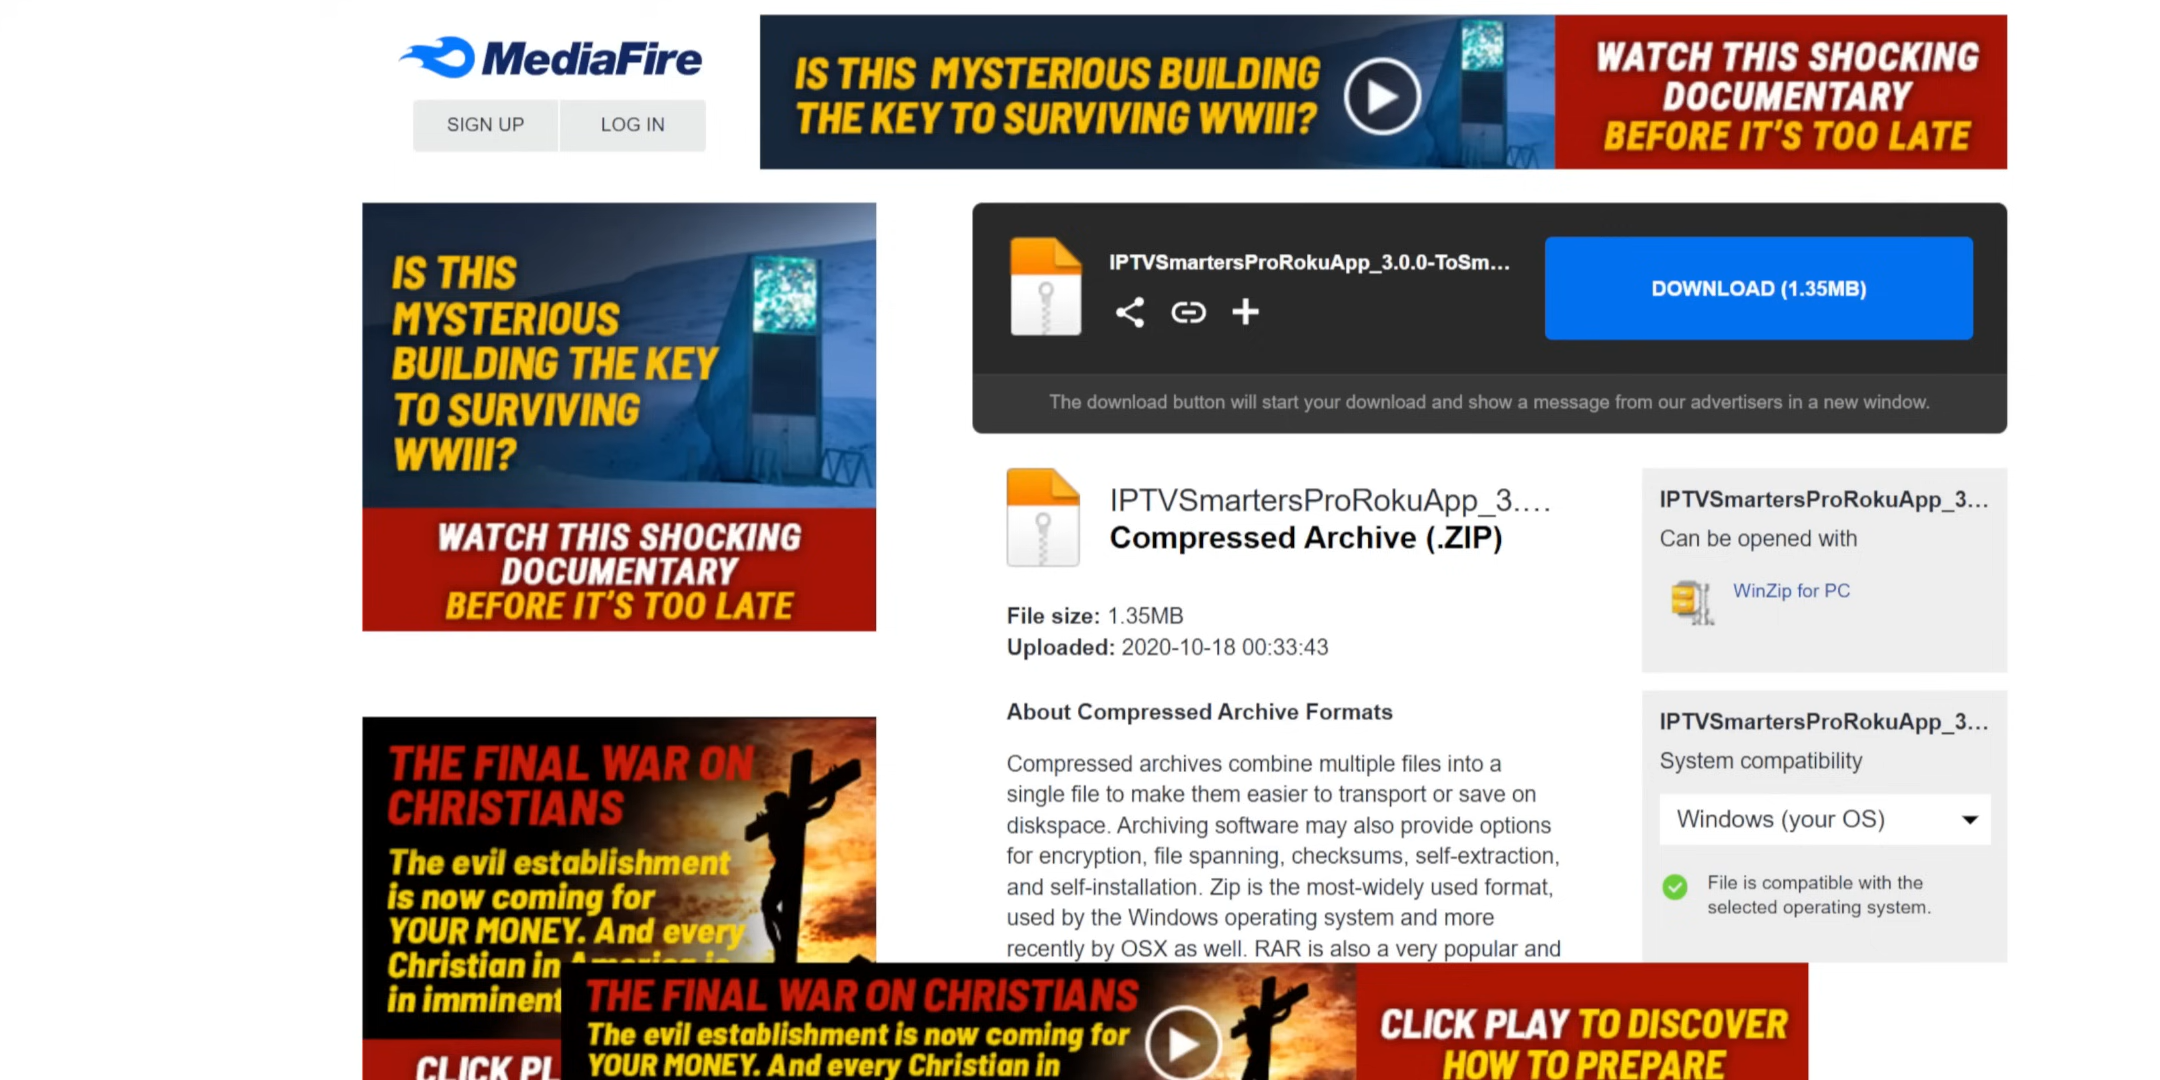 MediaFire
SIGN UP
LOG IN
IS THIS MYSTERIOUS BUILDING
THE KEY TO SURVIVING WWIII?
WATCH THIS SHOCKING
DOCUMENTARY
BEFORE IT'S TOO LATE
IS THIS
MYSTERIOUS
BUILDING THE KEY
TO SURVIVING
WWIII?
WATCH THIS SHOCKING
DOCUMENTARY
BEFORE IT'S TOO LATE
IPTVSmartersProRokuApp_3.0.0-ToSm...
DOWNLOAD (1.35MB)
The download button will start your download and show a message from our advertisers in a new window.
IPTVSmartersProRokuApp_3....
Compressed Archive (.ZIP)
File size: 1.35MB
Uploaded: 2020-10-18 00:33:43
About Compressed Archive Formats
Compressed archives combine multiple files into a
single file to make them easier to transport or save on
diskspace. Archiving software may also provide options
for encryption, file spanning, checksums, self-extraction,
and self-installation. Zip is the most-widely used format,
used by the Windows operating system and more
recently by OSX as well. RAR is also a very popular and
IPTVSmartersProRokuApp_3...
Can be opened with
WinZip for PC
IPTVSmartersProRokuApp_3...
System compatibility
Windows (your OS)
File is compatible with the
selected operating system.
THE FINAL WAR ON
CHRISTIANS
The evil establishment
is now coming for
YOUR MONEY. And every
Christian in America is
in imminent
CLICK PL
THE FINAL WAR ON CHRISTIANS
The evil establishment is now coming for
YOUR MONEY. And every Christian in
CLICK PLAY TO DISCOVER
HOW TO PREPARE